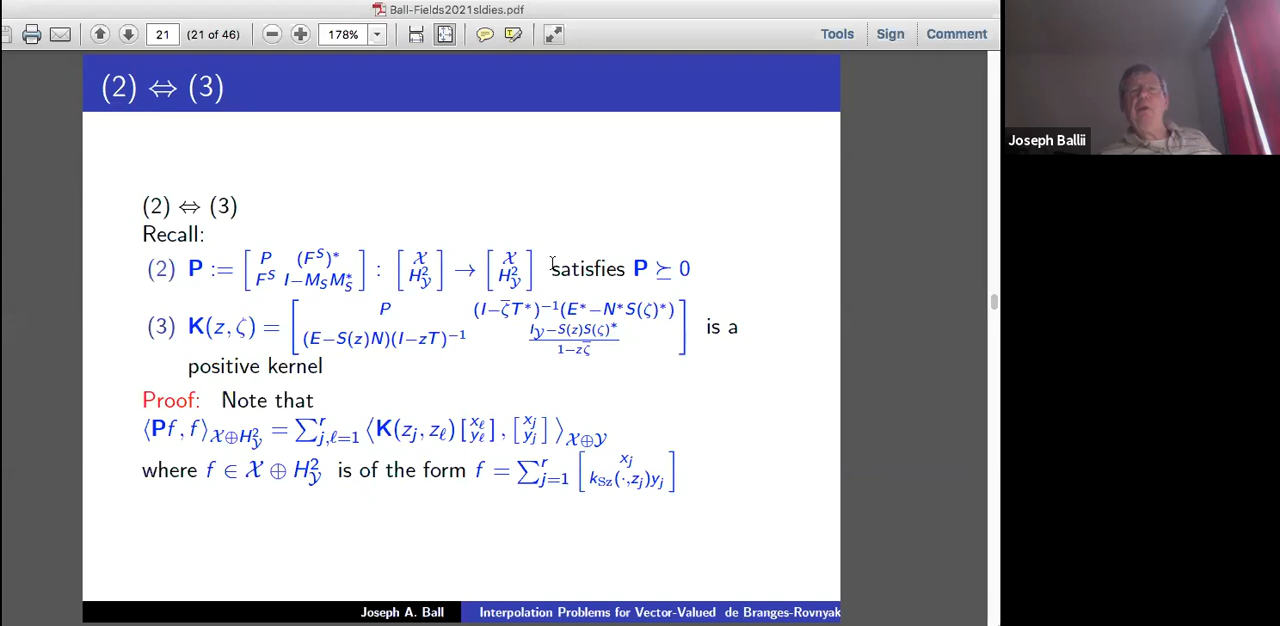 Ball-Fields2021sldies.pdf
21 (21 of 46) 178% Tools Sign Comment
Joseph Ballii
(2) ⇔ (3)
(2) ⇔ (3)
Recall:
(2) P := [ P (F^S)* ; F^S I−M_S M_S^* ] : [ 𝒳 ; H²_𝒴 ] → [ 𝒳 ; H²_𝒴 ] satisfies P ⪰ 0
(3) K(z, ζ) = [ P (I−ζ̄T*)^{−1}(E*−N*S(ζ)*) ; (E−S(z)N)(I−zT)^{−1} (I_𝒴−S(z)S(ζ)*)/(1−zζ̄) ] is a
positive kernel
Proof: Note that
⟨Pf, f⟩_{𝒳⊕H²_𝒴} = ∑^r_{j,ℓ=1} ⟨K(z_j, z_ℓ) [ x_ℓ ; y_ℓ ], [ x_j ; y_j ]⟩_{𝒳⊕𝒴}
where f ∈ 𝒳 ⊕ H²_𝒴 is of the form f = ∑^r_{j=1} [ x_j ; k_Sz(·,z_j)y_j ]
Joseph A. Ball Interpolation Problems for Vector-Valued de Branges-Rovnyak